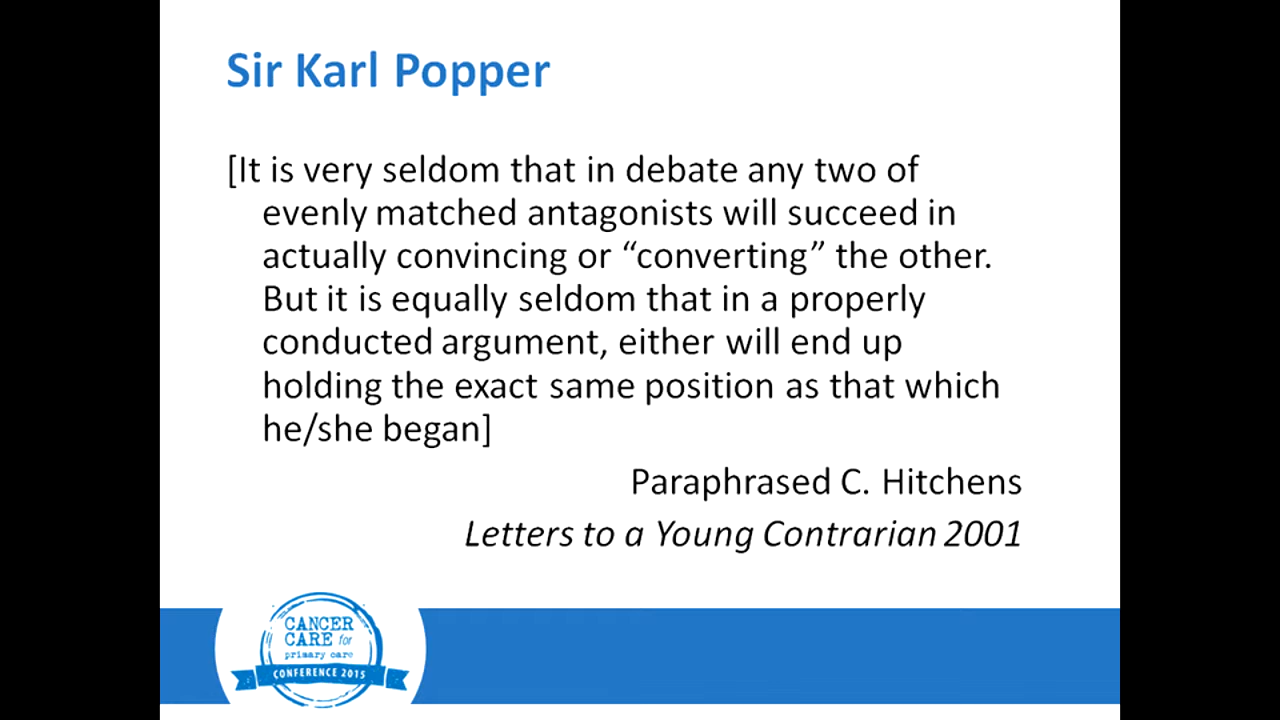 Sir Karl Popper
[It is very seldom that in debate any two of
evenly matched antagonists will succeed in
actually convincing or “converting” the other.
But it is equally seldom that in a properly
conducted argument, either will end up
holding the exact same position as that which
he/she began]
Paraphrased C. Hitchens
Letters to a Young Contrarian 2001
CANCER
CARE for
primary care
CONFERENCE 2015